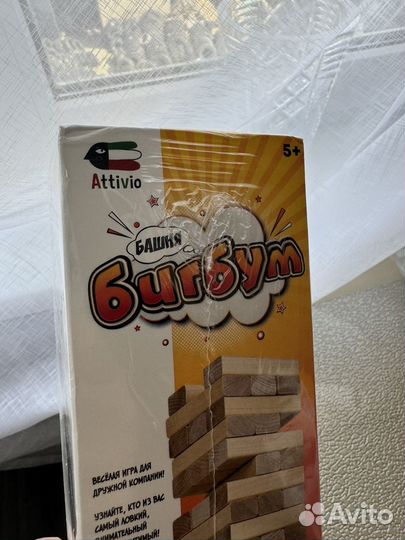 5+
Attivio
БАШНЯ
бигбум
ВЕСЁЛАЯ ИГРА ДЛЯ
ДРУЖНОЙ КОМПАНИИ!
УЗНАЙТЕ, КТО ИЗ ВАС
САМЫЙ ЛОВКИЙ,
Avito